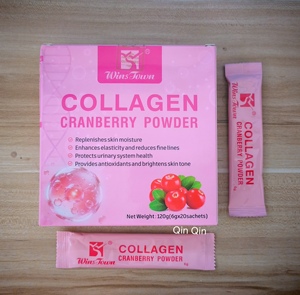 Wins Town
COLLAGEN
CRANBERRY POWDER
Replenishes skin moisture
Enhances elasticity and reduces fine lines
Protects urinary system health
Provides antioxidants and brightens skin tone
Net Weight :120g(6gx20sachets)
Qin Qin
Wins Town
COLLAGEN
CRANBERRY POWDER
COLLAGEN
CRANBERRY POWDER